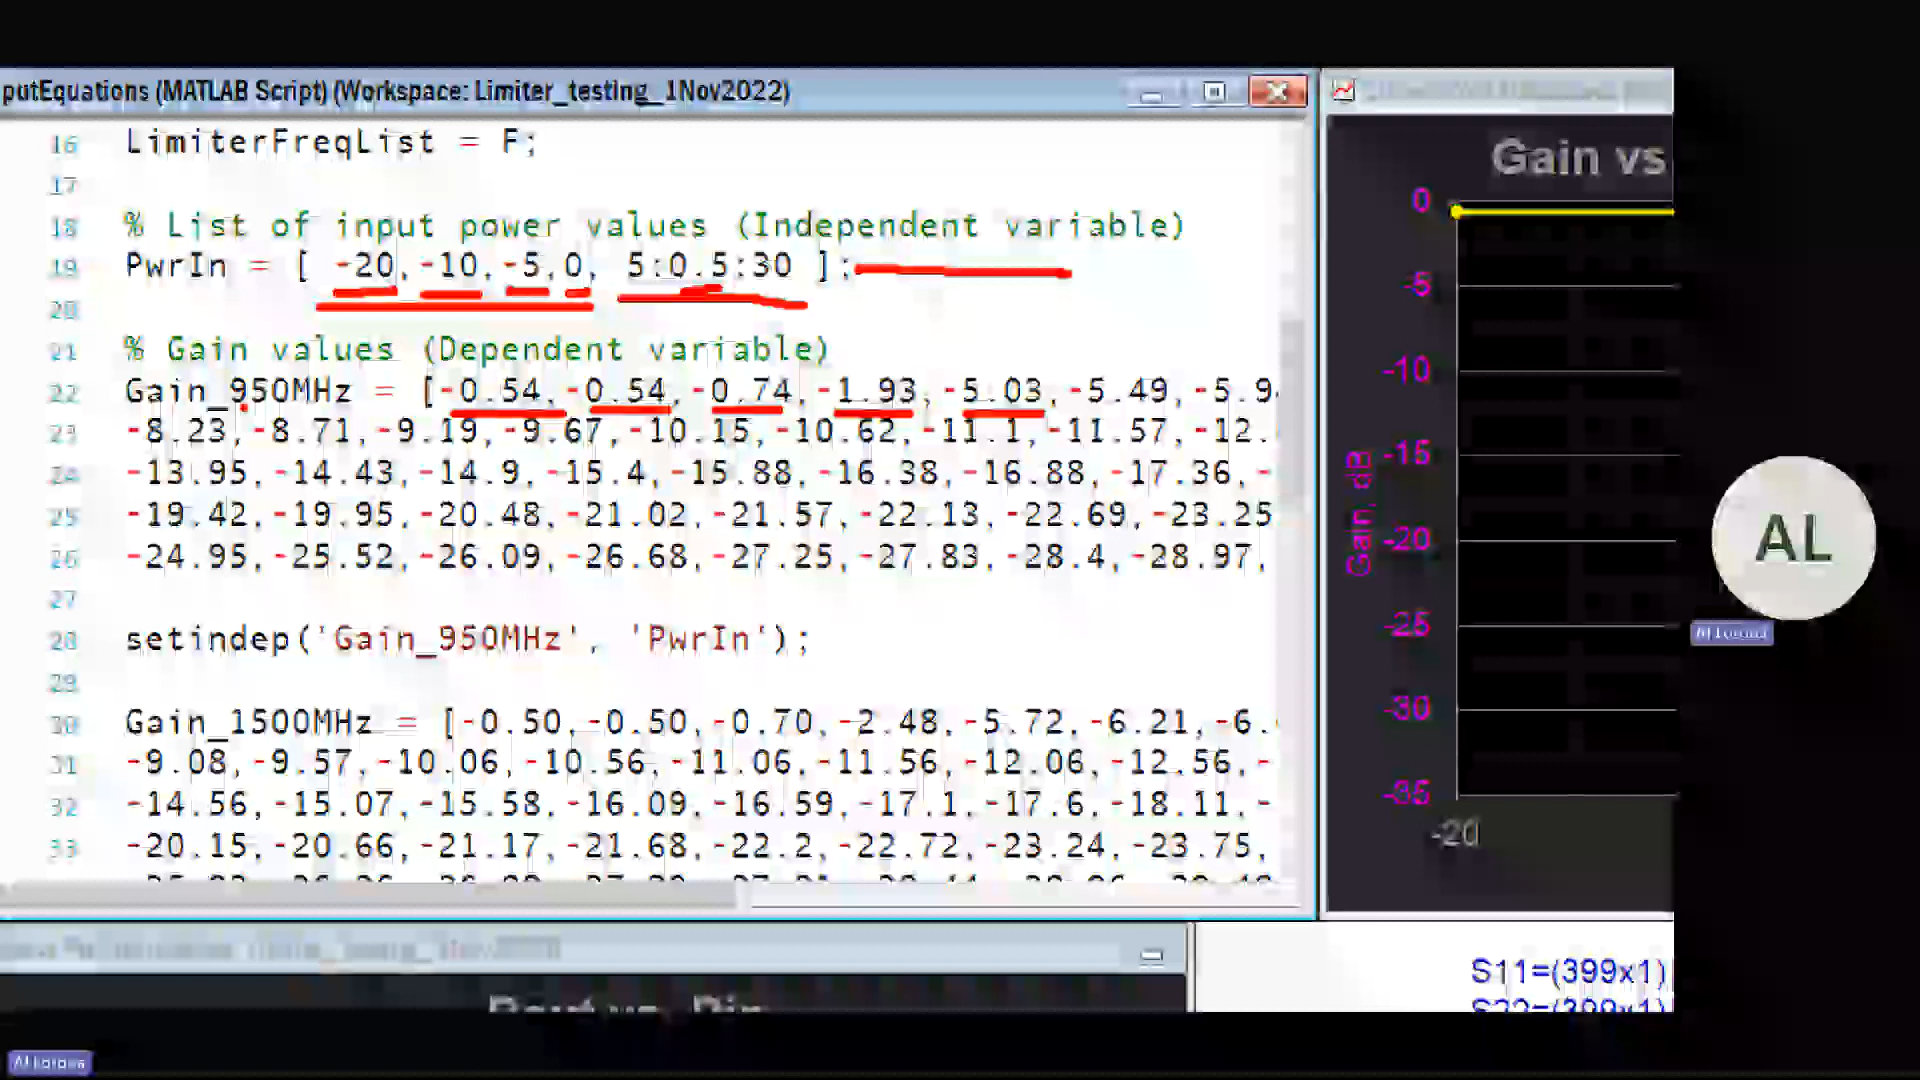 putEquations (MATLAB Script) (Workspace: Limiter_testing_1Nov2022)
16 LimiterFreqList = F;
17
18 % List of input power values (Independent variable)
19 PwrIn = [ -20,-10,-5,0, 5:0.5:30 ];
20
21 % Gain values (Dependent variable)
22 Gain_950MHz = [-0.54,-0.54,-0.74,-1.93,-5.03,-5.49,-5.9
23 -8.23,-8.71,-9.19,-9.67,-10.15,-10.62,-11.1,-11.57,-12.
24 -13.95,-14.43,-14.9,-15.4,-15.88,-16.38,-16.88,-17.36,-
25 -19.42,-19.95,-20.48,-21.02,-21.57,-22.13,-22.69,-23.25
26 -24.95,-25.52,-26.09,-26.68,-27.25,-27.83,-28.4,-28.97,
27
28 setindep('Gain_950MHz', 'PwrIn');
29
30 Gain_1500MHz = [-0.50,-0.50,-0.70,-2.48,-5.72,-6.21,-6.
31 -9.08,-9.57,-10.06,-10.56,-11.06,-11.56,-12.06,-12.56,-
32 -14.56,-15.07,-15.58,-16.09,-16.59,-17.1,-17.6,-18.11,-
33 -20.15,-20.66,-21.17,-21.68,-22.2,-22.72,-23.24,-23.75,
Gain vs
0
-5
-10
-15
-20
-25
-30
-35
Gain, dB
-20
AL
S11=(399x1)
S22=(399x1)